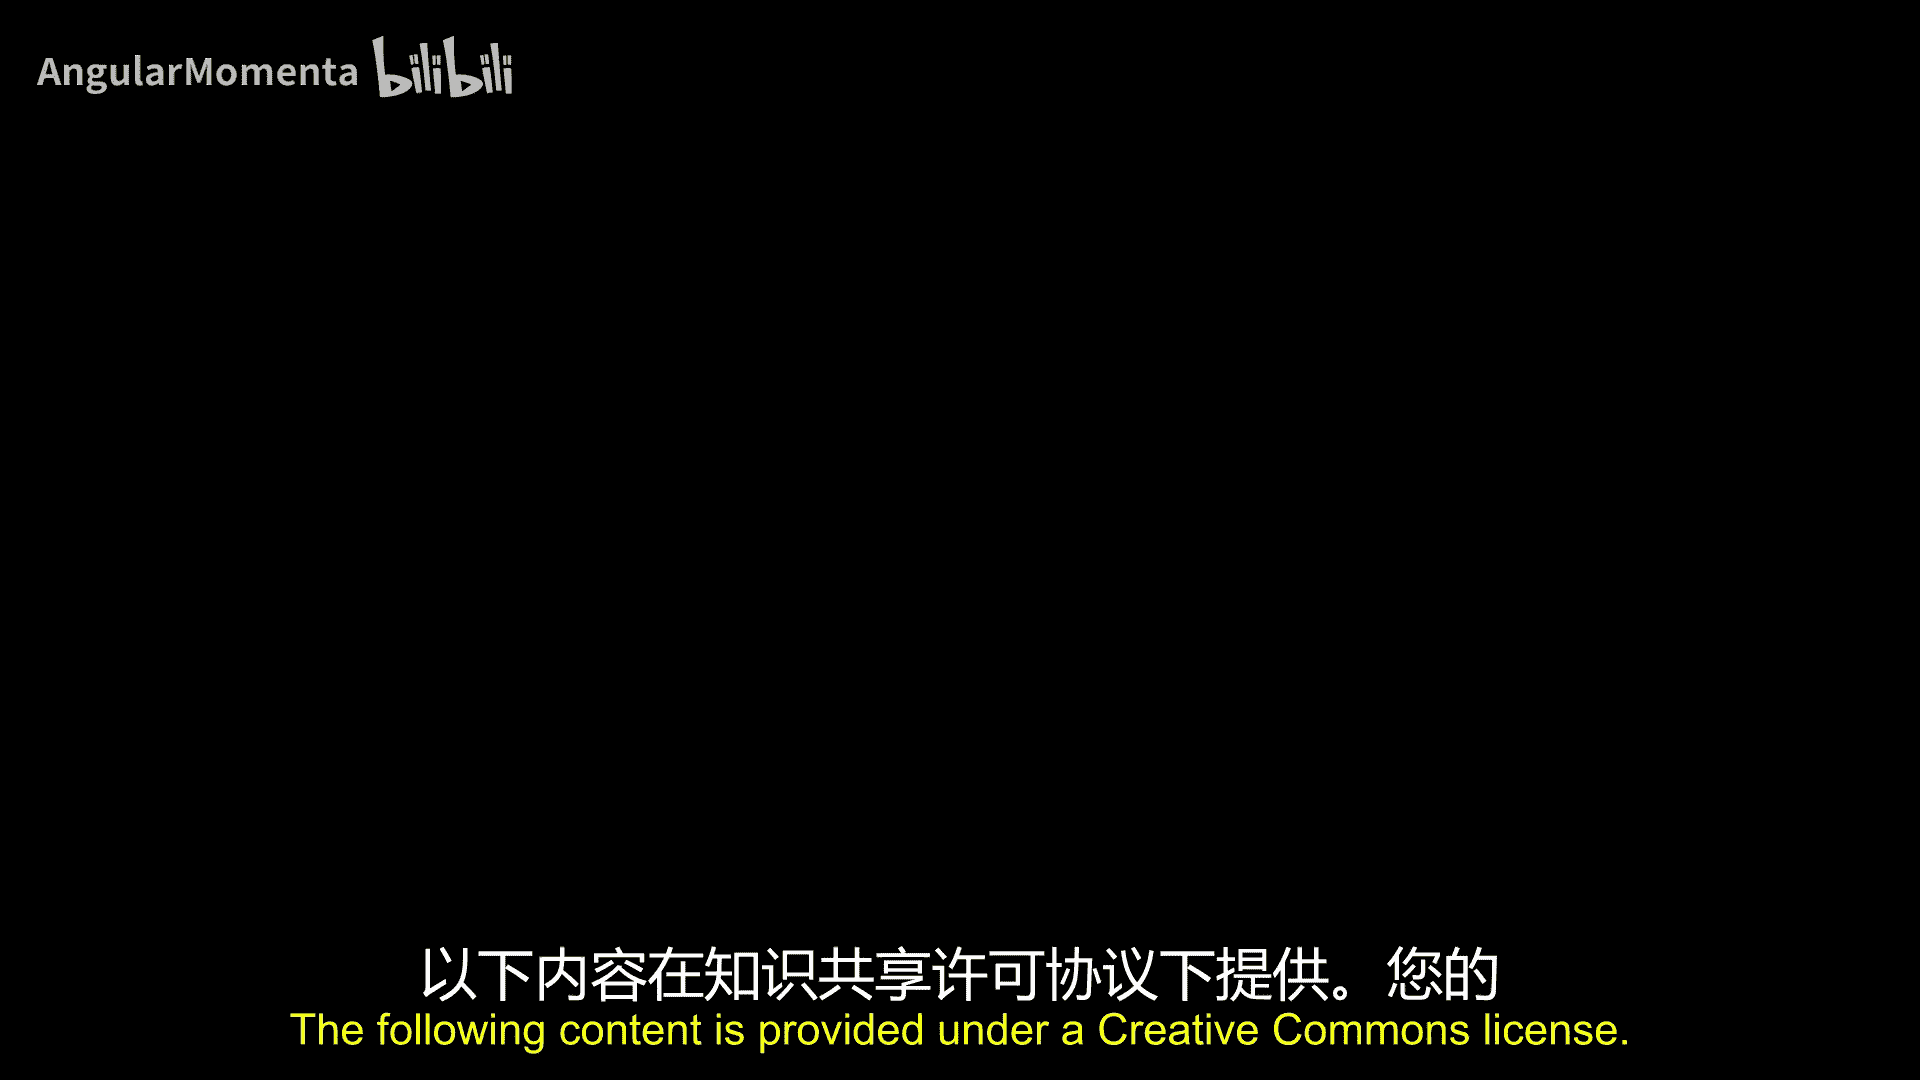 AngularMomenta bilibili
以下内容在知识共享许可协议下提供。您的
The following content is provided under a Creative Commons license.